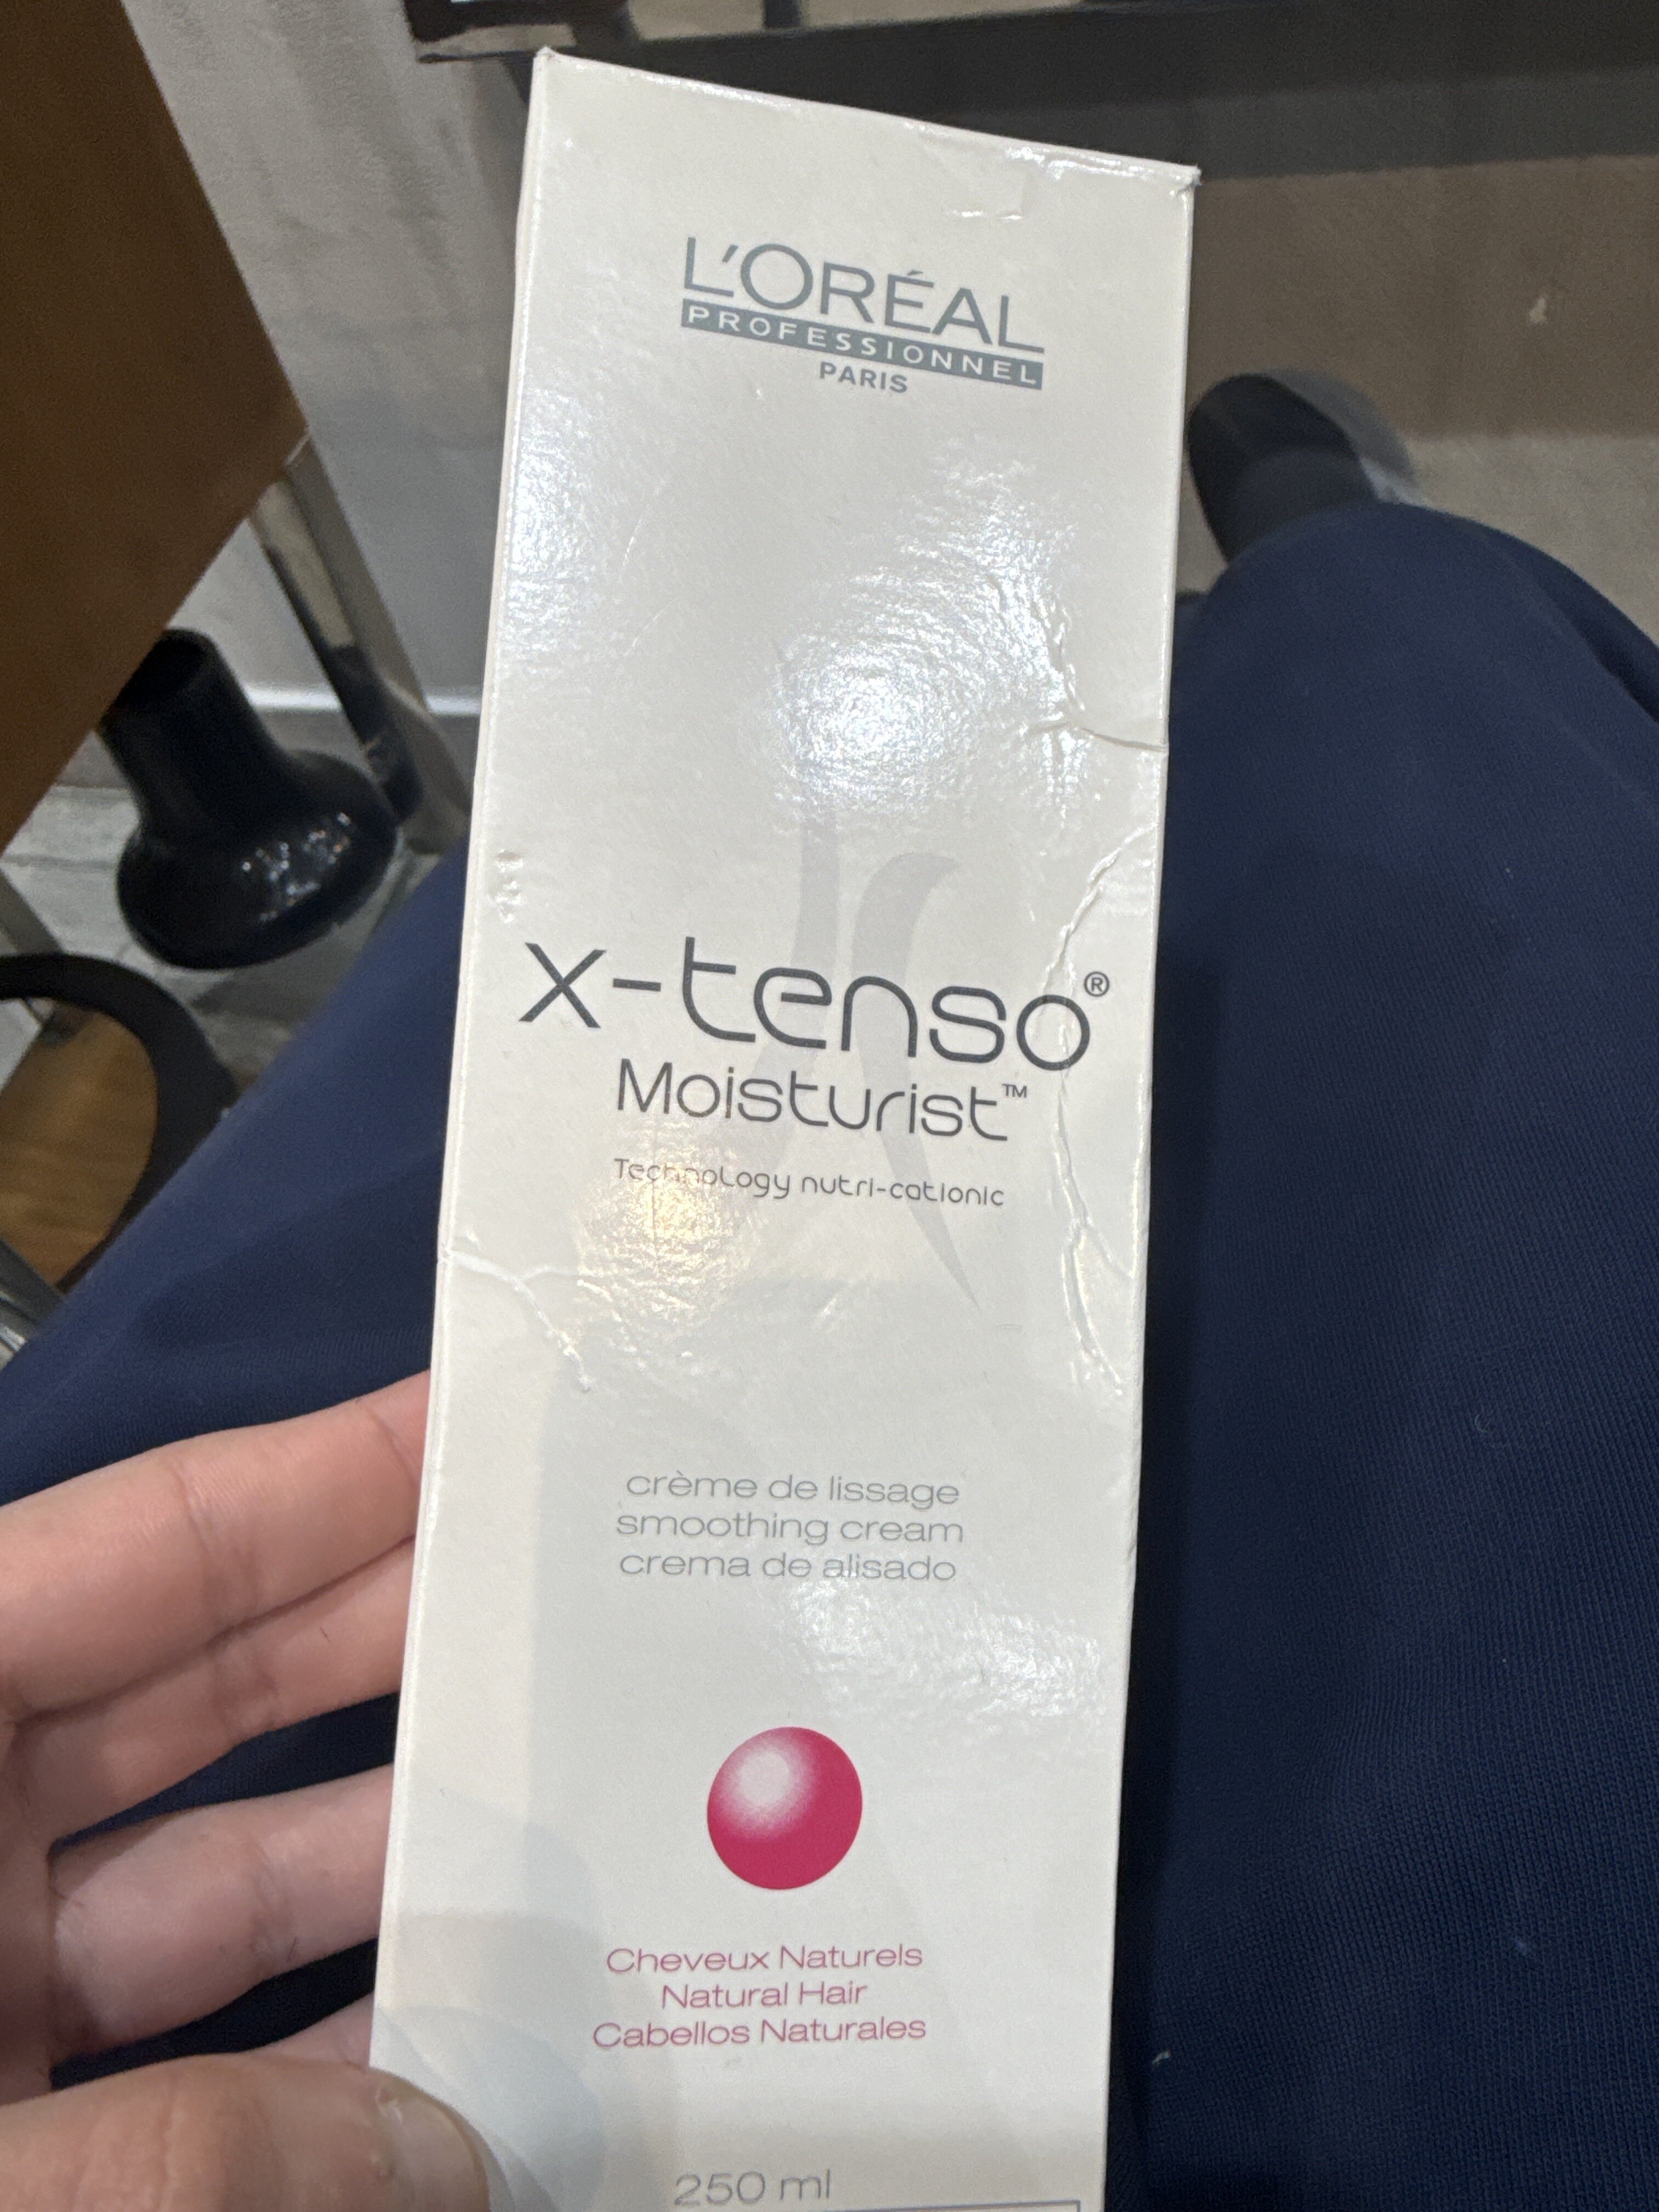 L'ORÉAL
PROFESSIONNEL
PARIS
x-tenso®
Moisturist™
Technology nutri-cationic
crème de lissage
smoothing cream
crema de alisado
Cheveux Naturels
Natural Hair
Cabellos Naturales
250 ml